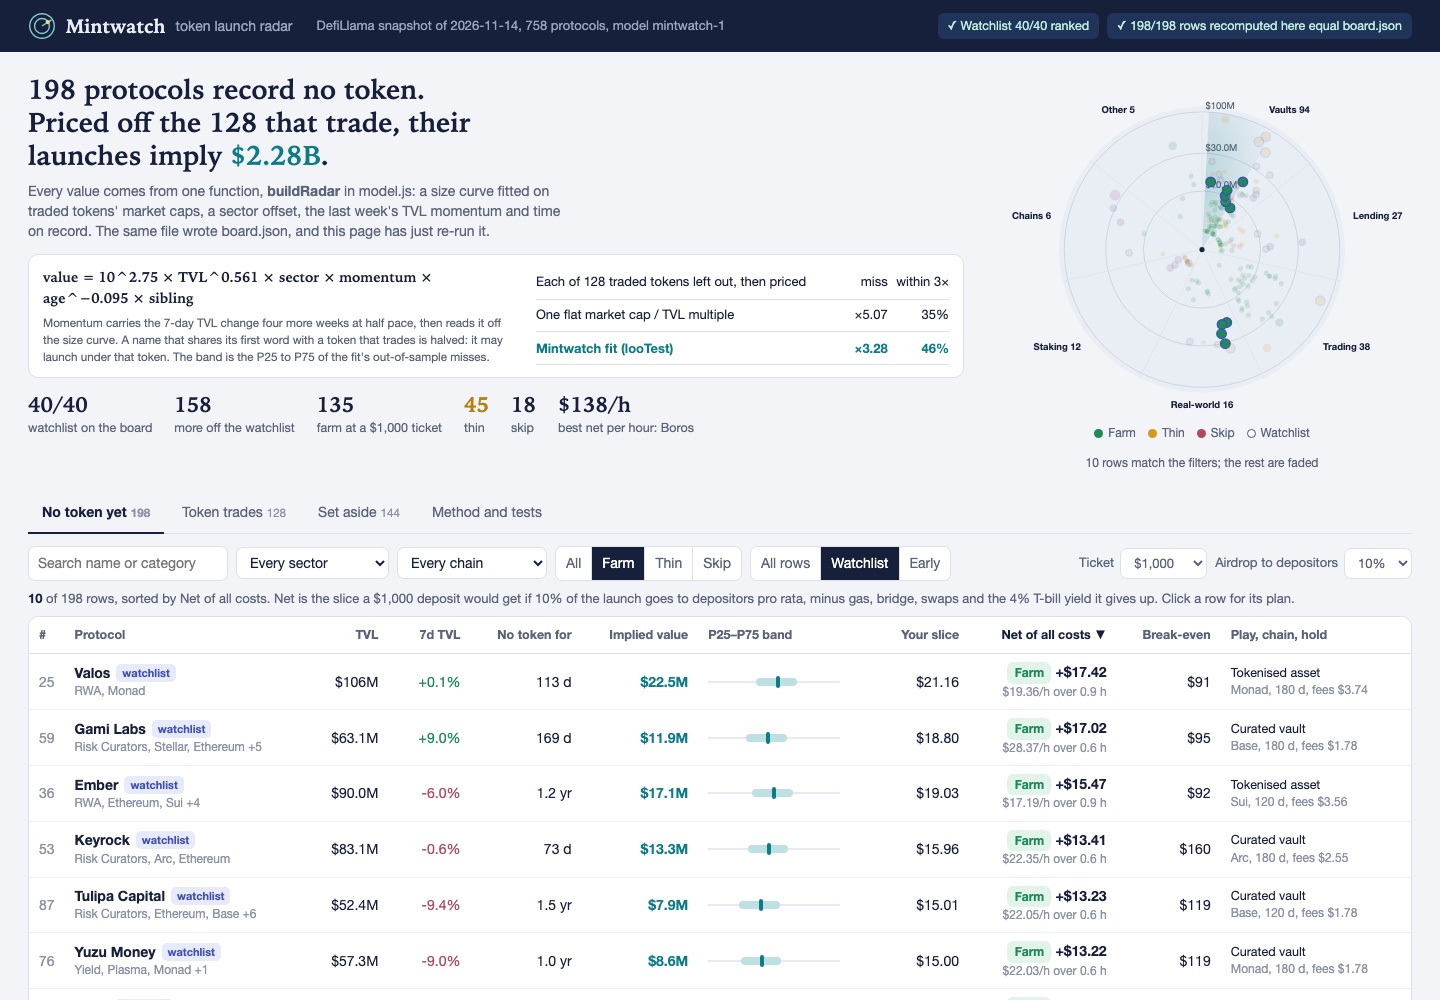 Mintwatch token launch radar DefiLlama snapshot of 2026-11-14, 758 protocols, model mintwatch-1 ✓ Watchlist 40/40 ranked ✓ 198/198 rows recomputed here equal board.json
198 protocols record no token.
Priced off the 128 that trade, their
launches imply $2.28B.
Every value comes from one function, buildRadar in model.js: a size curve fitted on
traded tokens' market caps, a sector offset, the last week's TVL momentum and time
on record. The same file wrote board.json, and this page has just re-run it.
value = 10^2.75 × TVL^0.561 × sector × momentum ×
age^−0.095 × sibling
Momentum carries the 7-day TVL change four more weeks at half pace, then reads it off
the size curve. A name that shares its first word with a token that trades is halved: it may
launch under that token. The band is the P25 to P75 of the fit's out-of-sample misses.
Each of 128 traded tokens left out, then priced miss within 3×
One flat market cap / TVL multiple ×5.07 35%
Mintwatch fit (looTest) ×3.28 46%
40/40 158 135 45 18 $138/h
watchlist on the board more off the watchlist farm at a $1,000 ticket thin skip best net per hour: Boros
Other 5 $100M Vaults 94
$30.0M
Chains 6 Lending 27
Staking 12 Trading 38
Real-world 16
Farm Thin Skip Watchlist
10 rows match the filters; the rest are faded
No token yet 198 Token trades 128 Set aside 144 Method and tests
Search name or category Every sector Every chain All Farm Thin Skip All rows Watchlist Early Ticket $1,000 Airdrop to depositors 10%
10 of 198 rows, sorted by Net of all costs. Net is the slice a $1,000 deposit would get if 10% of the launch goes to depositors pro rata, minus gas, bridge, swaps and the 4% T-bill yield it gives up. Click a row for its plan.
# Protocol TVL 7d TVL No token for Implied value P25–P75 band Your slice Net of all costs ▼ Break-even Play, chain, hold
25 Valos watchlist $106M +0.1% 113 d $22.5M $21.16 Farm +$17.42 $91 Tokenised asset
RWA, Monad $19.36/h over 0.9 h Monad, 180 d, fees $3.74
59 Gami Labs watchlist $63.1M +9.0% 169 d $11.9M $18.80 Farm +$17.02 $95 Curated vault
Risk Curators, Stellar, Ethereum +5 $28.37/h over 0.6 h Base, 180 d, fees $1.78
36 Ember watchlist $90.0M -6.0% 1.2 yr $17.1M $19.03 Farm +$15.47 $92 Tokenised asset
RWA, Ethereum, Sui +4 $17.19/h over 0.9 h Sui, 120 d, fees $3.56
53 Keyrock watchlist $83.1M -0.6% 73 d $13.3M $15.96 Farm +$13.41 $160 Curated vault
Risk Curators, Arc, Ethereum $22.35/h over 0.6 h Arc, 180 d, fees $2.55
87 Tulipa Capital watchlist $52.4M -9.4% 1.5 yr $7.9M $15.01 Farm +$13.23 $119 Curated vault
Risk Curators, Ethereum, Base +6 $22.05/h over 0.6 h Base, 120 d, fees $1.78
76 Yuzu Money watchlist $57.3M -9.0% 1.0 yr $8.6M $15.00 Farm +$13.22 $119 Curated vault
Yield, Plasma, Monad +1 $22.03/h over 0.6 h Monad, 180 d, fees $1.78